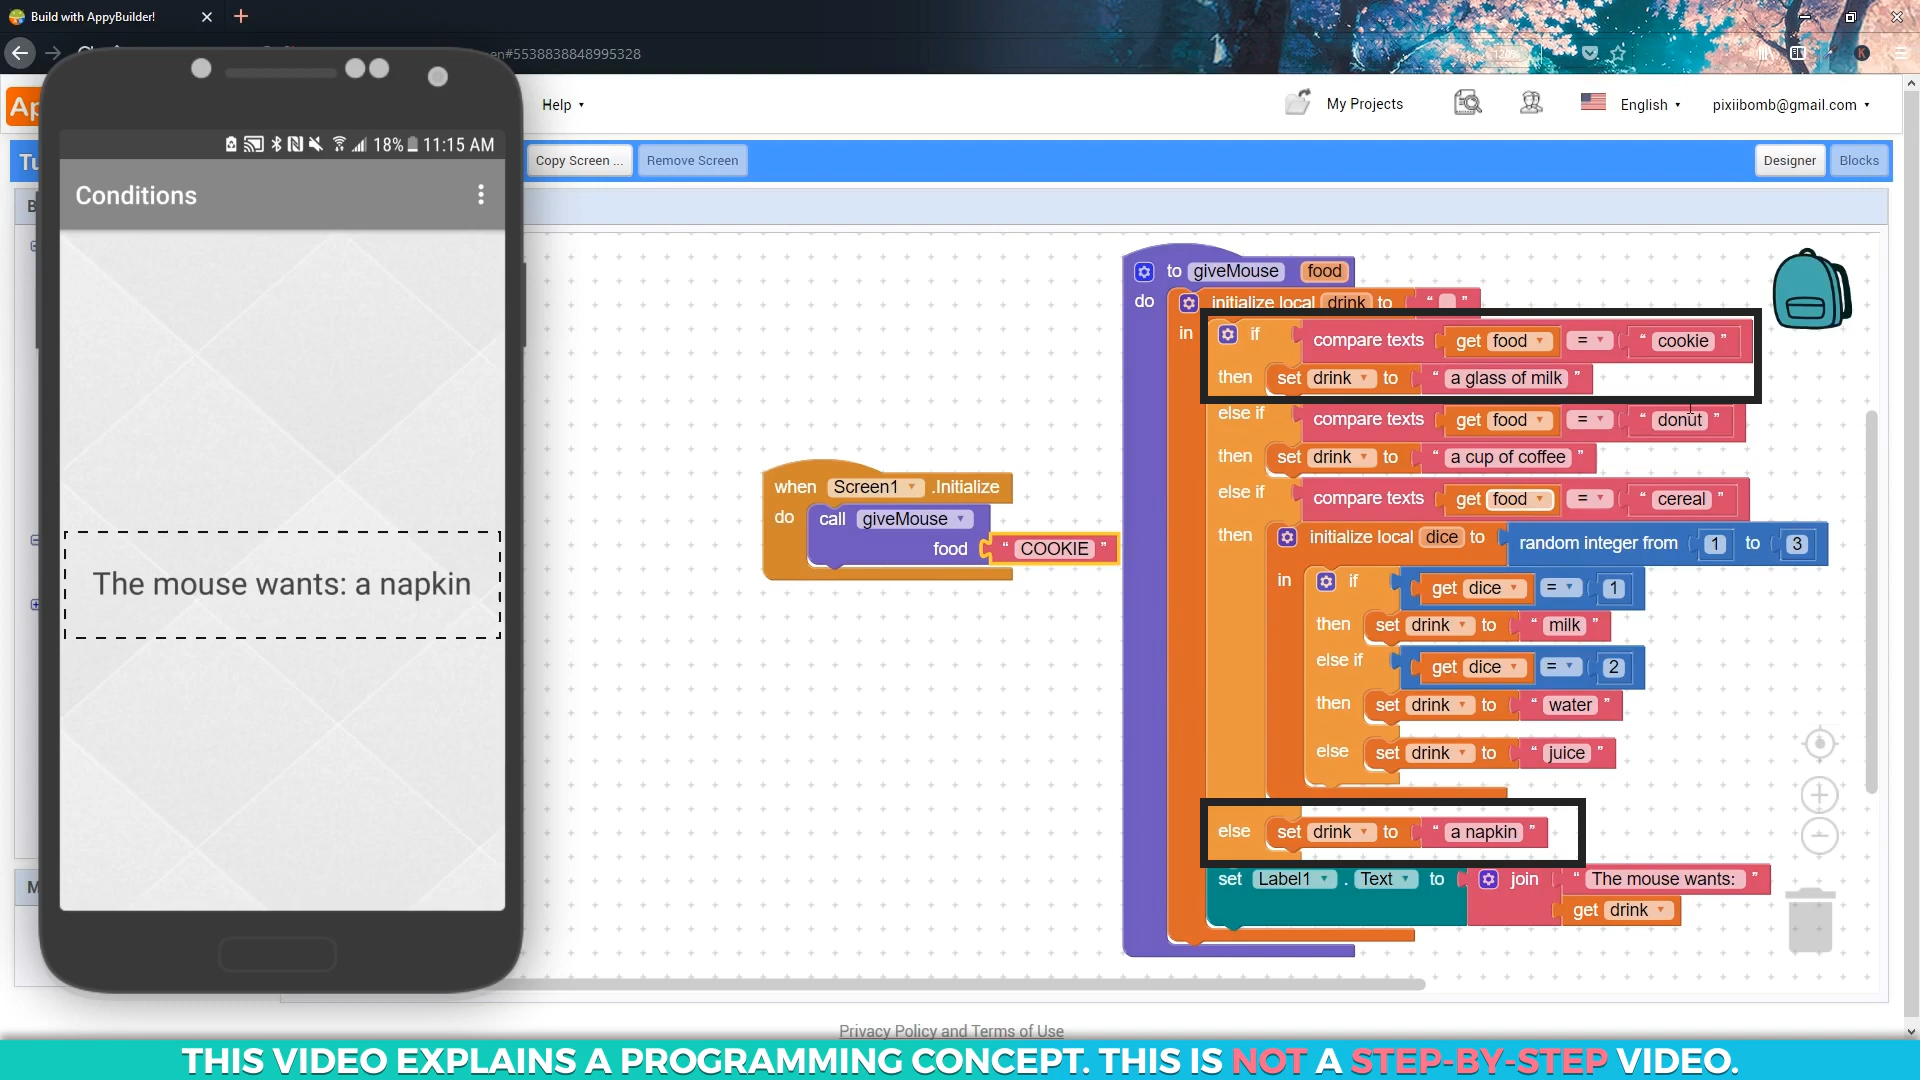 Build with AppyBuilder!
en#5538838848995328
120%
Ap
Help
My Projects
English
pixiibomb@gmail.com
Tu
Copy Screen ...
Remove Screen
Designer
Blocks
B
18% 11:15 AM
Conditions
The mouse wants: a napkin
M
when Screen1 .Initialize
do call giveMouse
food “ COOKIE ”
to giveMouse food
do initialize local drink to “ ”
in if compare texts get food = “ cookie ”
then set drink to “ a glass of milk ”
else if compare texts get food = “ donut ”
then set drink to “ a cup of coffee ”
else if compare texts get food = “ cereal ”
then initialize local dice to random integer from 1 to 3
in if get dice = 1
then set drink to “ milk ”
else if get dice = 2
then set drink to “ water ”
else set drink to “ juice ”
else set drink to “ a napkin ”
set Label1 . Text to join “ The mouse wants: ”
get drink
Privacy Policy and Terms of Use
THIS VIDEO EXPLAINS A PROGRAMMING CONCEPT. THIS IS NOT A STEP-BY-STEP VIDEO.